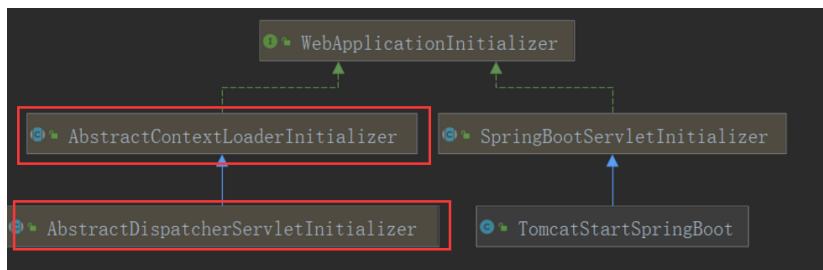 WebApplicationInitializer
AbstractContextLoaderInitializer
SpringBootServletInitializer
AbstractDispatcherServletInitializer
TomcatStartSpringBoot